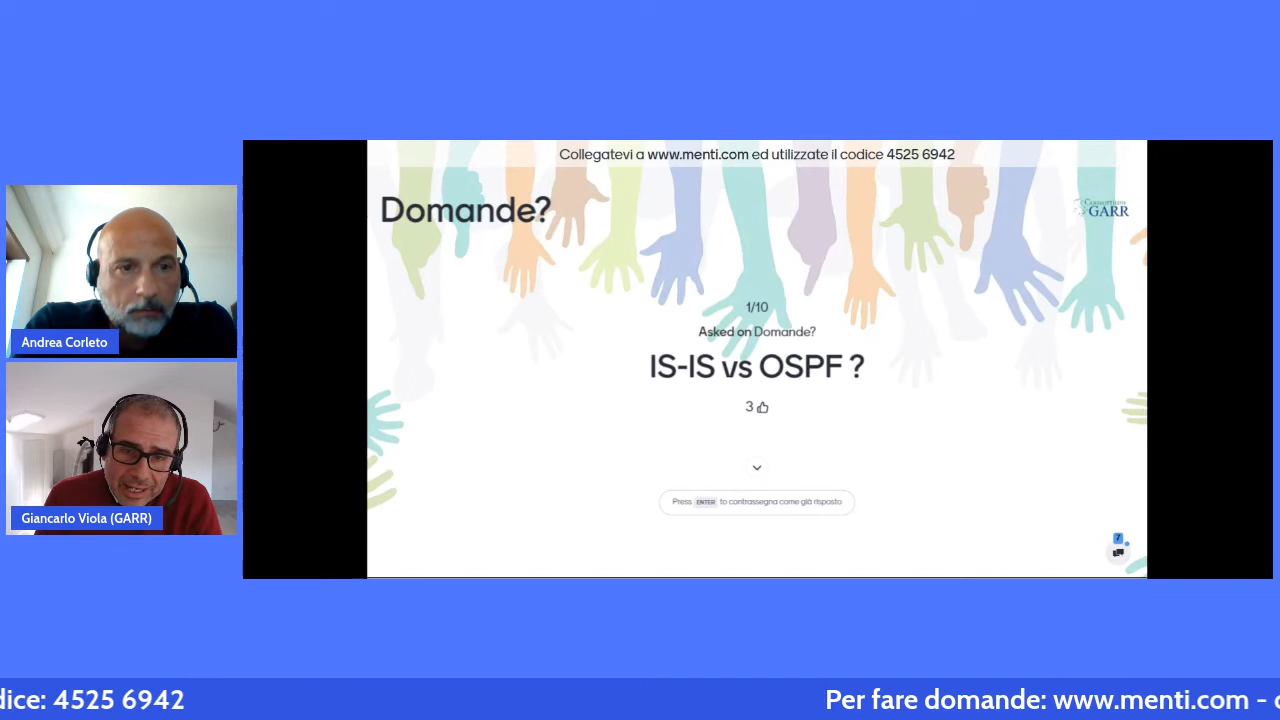 Collegatevi a www.menti.com ed utilizzate il codice 4525 6942
Domande?
Consortium
GARR
1/10
Asked on Domande?
IS-IS vs OSPF ?
3
Press ENTER to contrassegna come già risposto
7
Andrea Corleto
Giancarlo Viola (GARR)
dice: 4525 6942
Per fare domande: www.menti.com - c